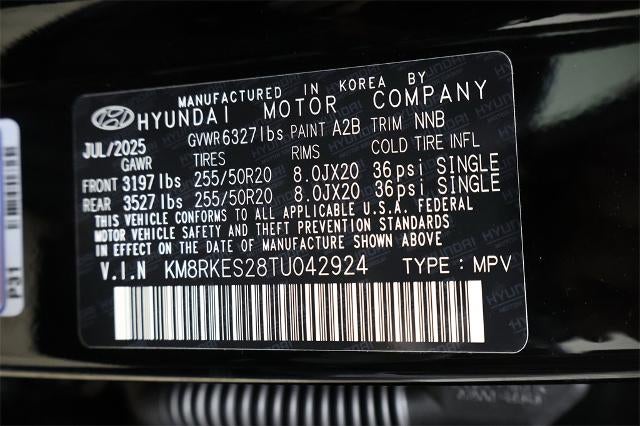 MANUFACTURED IN KOREA BY
HYUNDAI MOTOR COMPANY
JUL/2025 GVWR6327lbs PAINT A2B TRIM NNB
GAWR TIRES RIMS COLD TIRE INFL
FRONT 3197lbs 255/50R20 8.0JX20 36psi SINGLE
REAR 3527lbs 255/50R20 8.0JX20 36psi SINGLE
THIS VEHICLE CONFORMS TO ALL APPLICABLE U.S.A. FEDERAL
MOTOR VEHICLE SAFETY AND THEFT PREVENTION STANDARDS
IN EFFECT ON THE DATE OF MANUFACTURE SHOWN ABOVE
V.I.N KM8RKES28TU042924 TYPE: MPV
P31